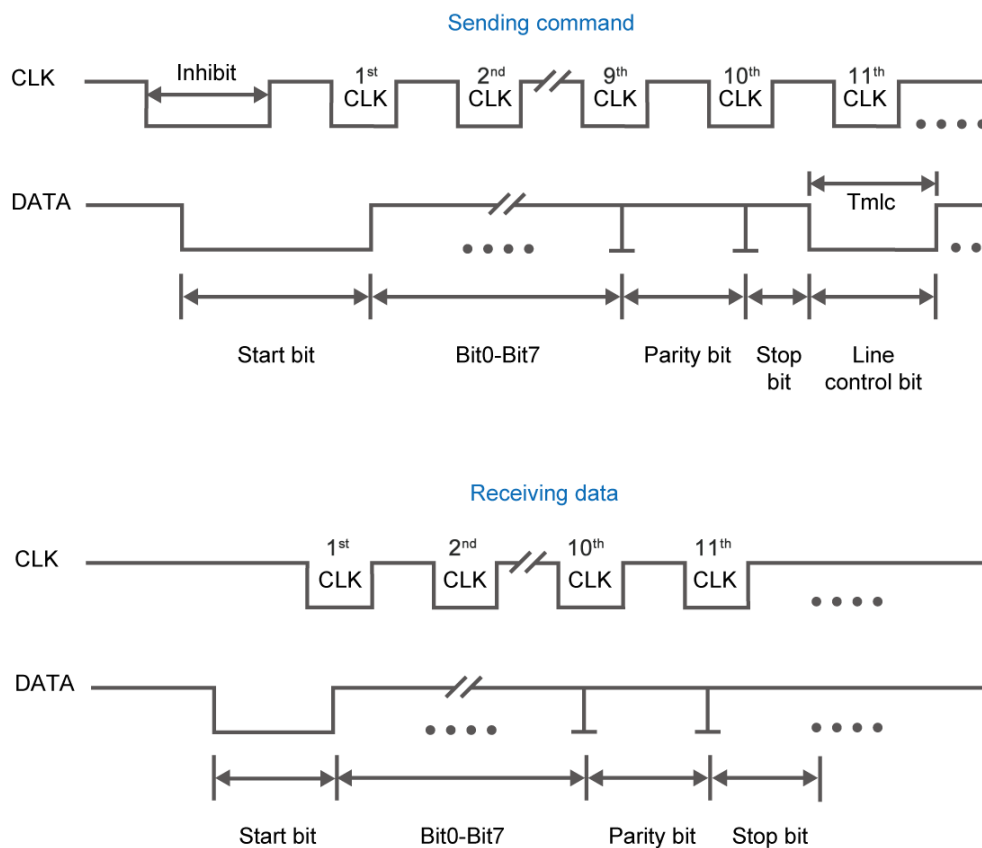 Sending command
CLK
Inhibit
1st
CLK
2nd
CLK
9th
CLK
10th
CLK
11th
CLK
DATA
Tmlc
Start bit
Bit0-Bit7
Parity bit
Stop
bit
Line
control bit
Receiving data
CLK
1st
CLK
2nd
CLK
10th
CLK
11th
CLK
DATA
Start bit
Bit0-Bit7
Parity bit
Stop bit